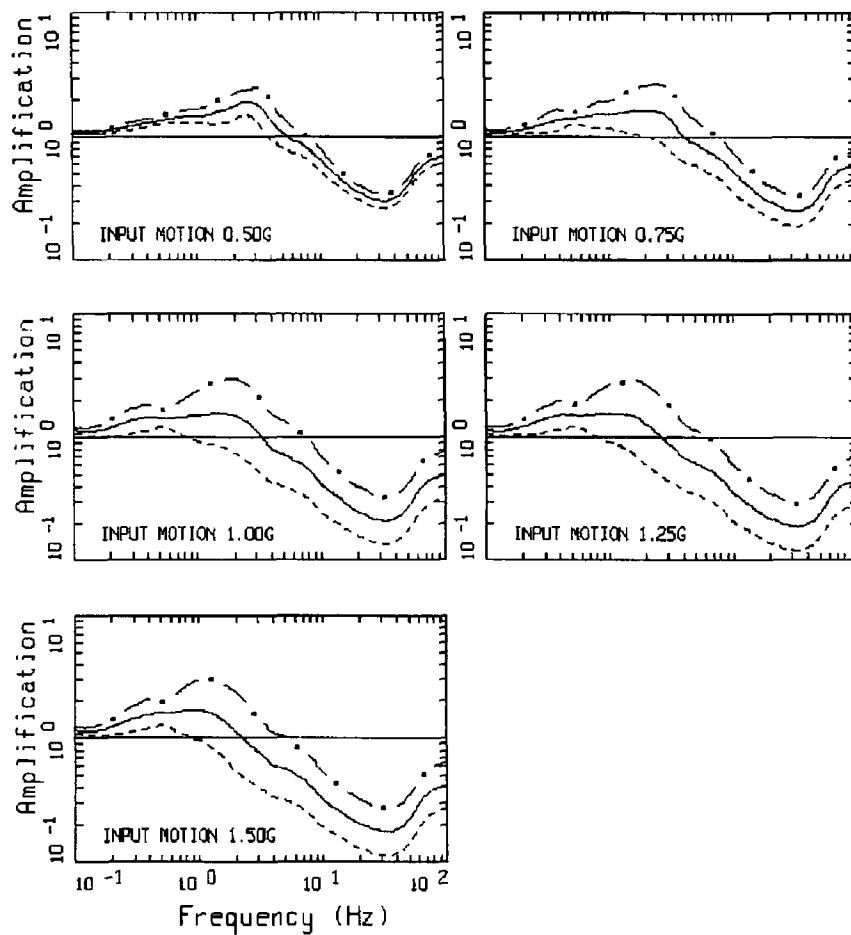 Amplification
10 1
10 0
10 -1
INPUT MOTION 0.50G
10 1
10 0
10 -1
INPUT MOTION 0.75G
Amplification
10 1
10 0
10 -1
INPUT MOTION 1.00G
10 1
10 0
10 -1
INPUT MOTION 1.25G
Amplification
10 1
10 0
10 -1
INPUT MOTION 1.50G
10 -1
10 0
10 1
10 2
Frequency (Hz)